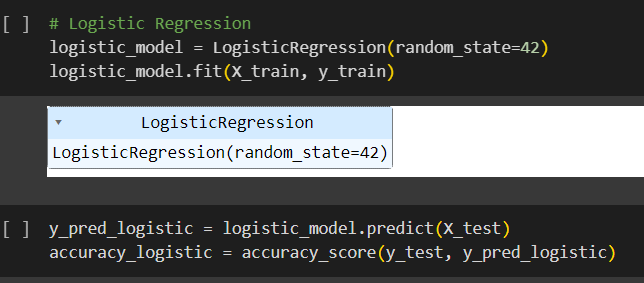 [ ] # Logistic Regression
logistic_model = LogisticRegression(random_state=42)
logistic_model.fit(X_train, y_train)
▾ LogisticRegression
LogisticRegression(random_state=42)
[ ] y_pred_logistic = logistic_model.predict(X_test)
accuracy_logistic = accuracy_score(y_test, y_pred_logistic)